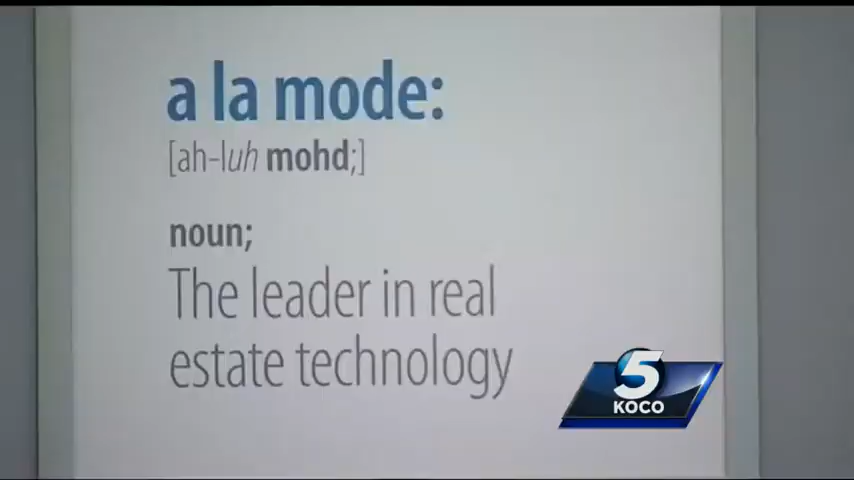 a la mode:
[ah-luh mohd;]
noun;
The leader in real
estate technology
5
KOCO